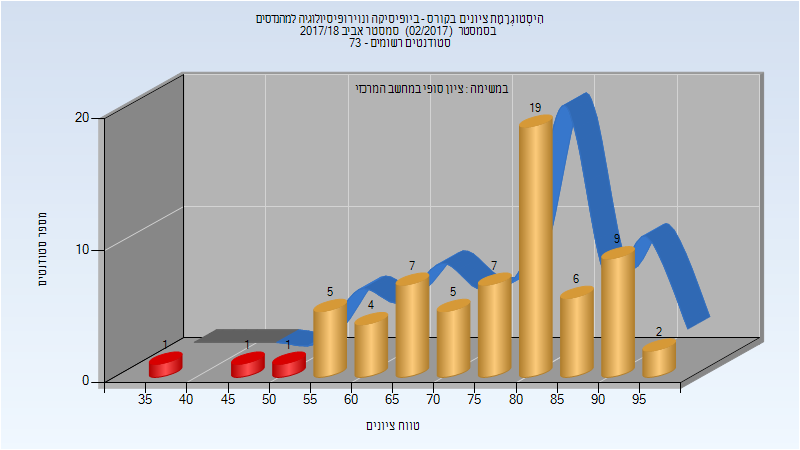 היסטוגרמת ציונים בקורס - ביופיסיקה ונוירופיסיולוגיה למהנדסים
בסמסטר (02/2017) סמסטר אביב 2017/18
סטודנטים רשומים - 73
במשימה : ציון סופי במחשב המרכזי
מספר סטודנטים
20
10
0
1
1
1
5
4
7
5
7
19
6
9
2
35 40 45 50 55 60 65 70 75 80 85 90 95
טווח ציונים